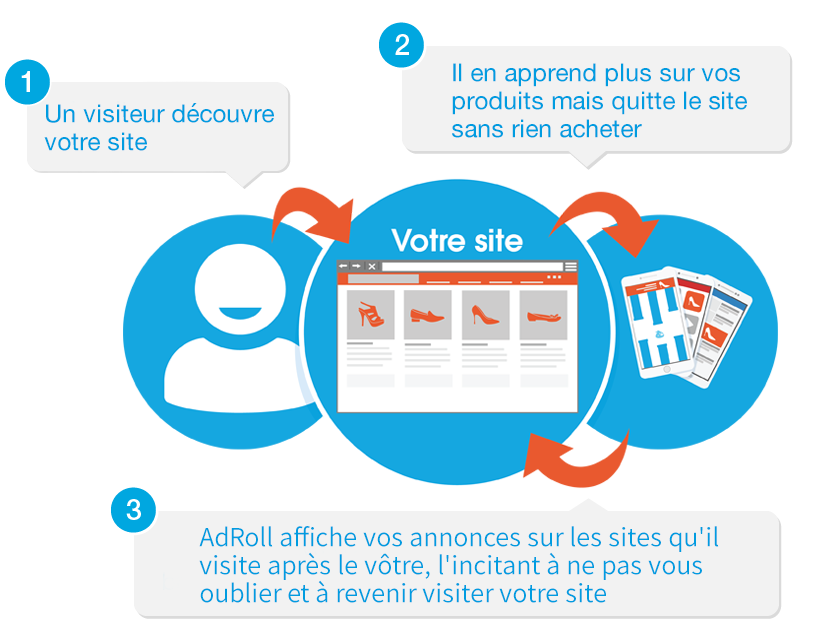 1
Un visiteur découvre
votre site
2
Il en apprend plus sur vos
produits mais quitte le site
sans rien acheter
Votre site
3
AdRoll affiche vos annonces sur les sites qu'il
visite après le vôtre, l'incitant à ne pas vous
oublier et à revenir visiter votre site